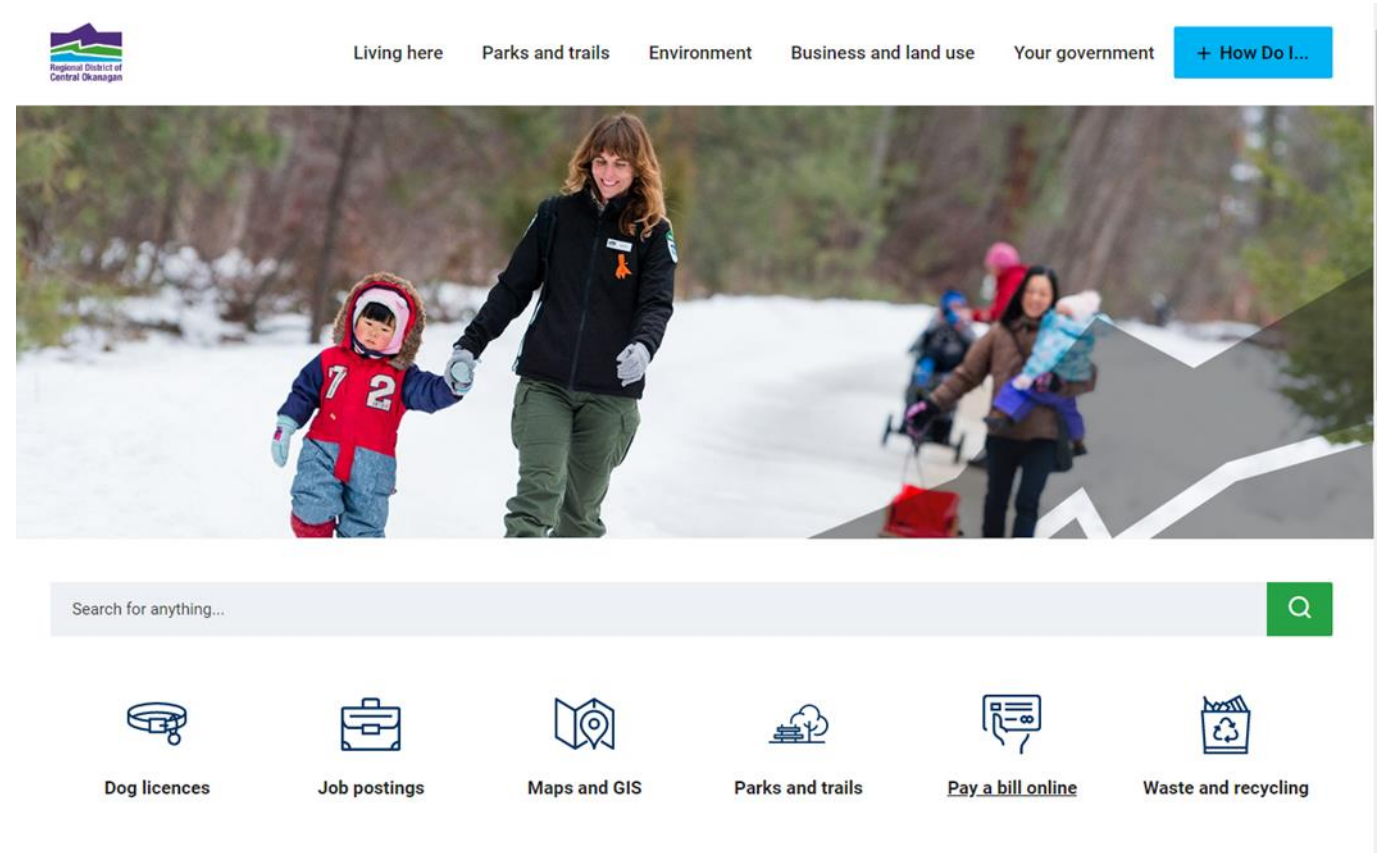 Regional District of
Central Okanagan
Living here
Parks and trails
Environment
Business and land use
Your government
+ How Do I...
7 2
Search for anything...
Dog licences
Job postings
Maps and GIS
Parks and trails
Pay a bill online
Waste and recycling